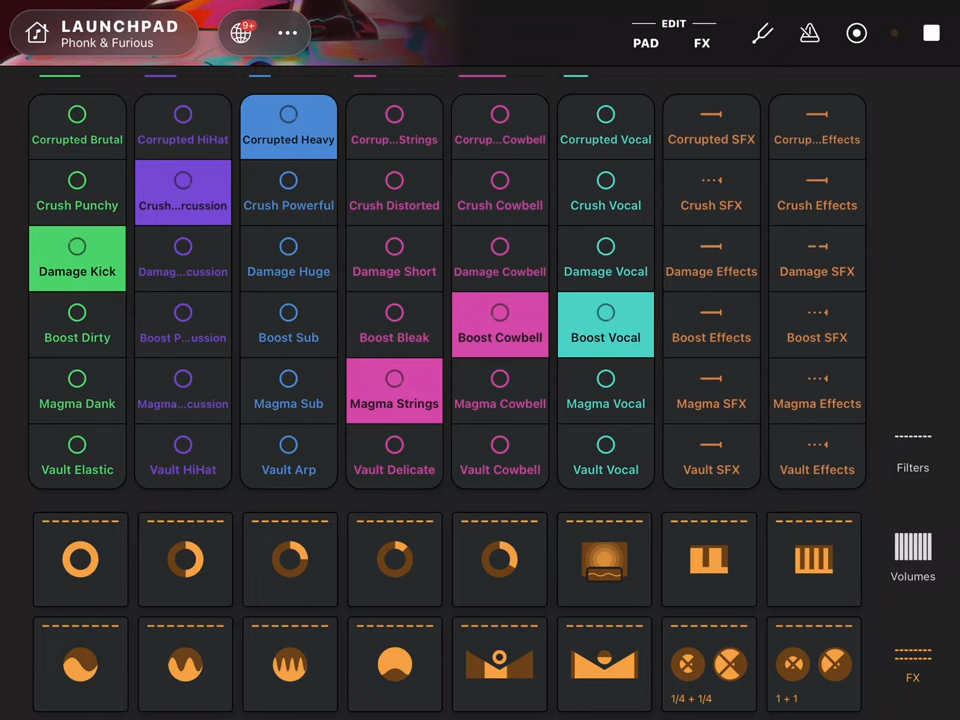 LAUNCHPAD
Phonk & Furious
9+
EDIT
PAD FX
Corrupted Brutal Corrupted HiHat Corrupted Heavy Corrup...Strings Corrup...Cowbell Corrupted Vocal Corrupted SFX Corrup...Effects
Crush Punchy Crush...rcussion Crush Powerful Crush Distorted Crush Cowbell Crush Vocal Crush SFX Crush Effects
Damage Kick Damag...cussion Damage Huge Damage Short Damage Cowbell Damage Vocal Damage Effects Damage SFX
Boost Dirty Boost P...ussion Boost Sub Boost Bleak Boost Cowbell Boost Vocal Boost Effects Boost SFX
Magma Dank Magma...cussion Magma Sub Magma Strings Magma Cowbell Magma Vocal Magma SFX Magma Effects
Vault Elastic Vault HiHat Vault Arp Vault Delicate Vault Cowbell Vault Vocal Vault SFX Vault Effects
Filters
Volumes
FX
1/4 + 1/4 1 + 1